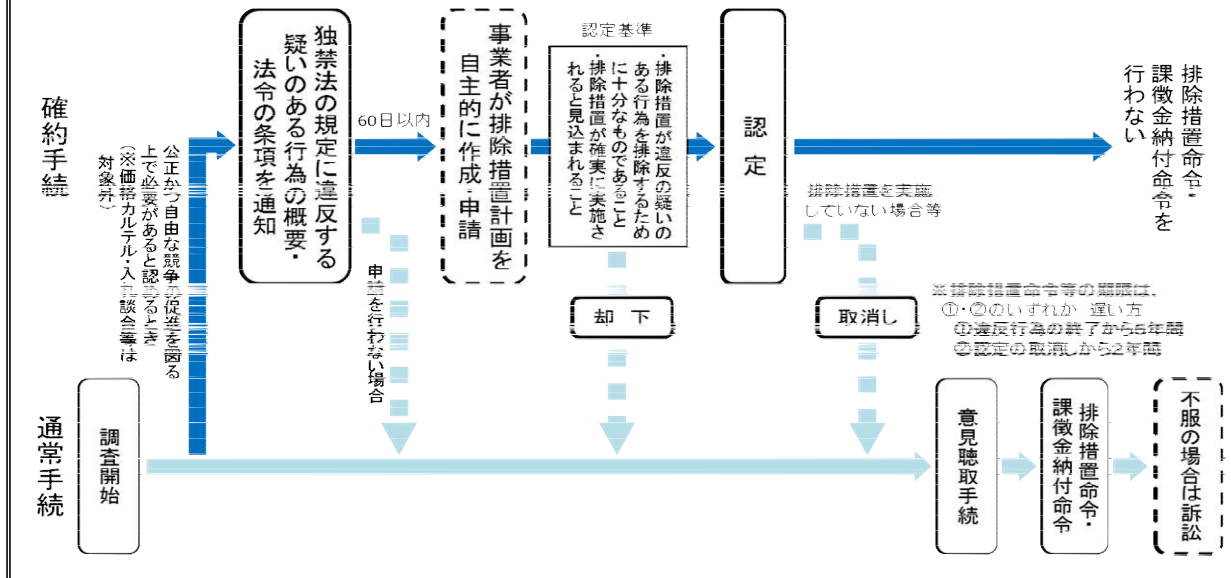 確約手続
公正かつ自由な競争の促進を図る
上で必要があると認めるとき
(※価格カルテル・入札談合等は
対象外)
独禁法の規定に違反する
疑いのある行為の概要・
法令の条項を通知
60日以内
申請を行わない場合
事業者が排除措置計画を
自主的に作成・申請
認定基準
・排除措置が違反の疑いの
ある行為を排除するため
に十分なものであること
・排除措置が確実に実施さ
れると見込まれること
却 下
認 定
排除措置を実施
していない場合等
取消し
排除措置命令・
課徴金納付命令を
行わない
※排除措置命令等の期限は、
①・②のいずれか 遅い方
①違反行為の終了から5年間
②認定の取消しから2年間
通常手続
調査開始
意見聴取手続
排除措置命令・
課徴金納付命令
不服の場合は訴訟